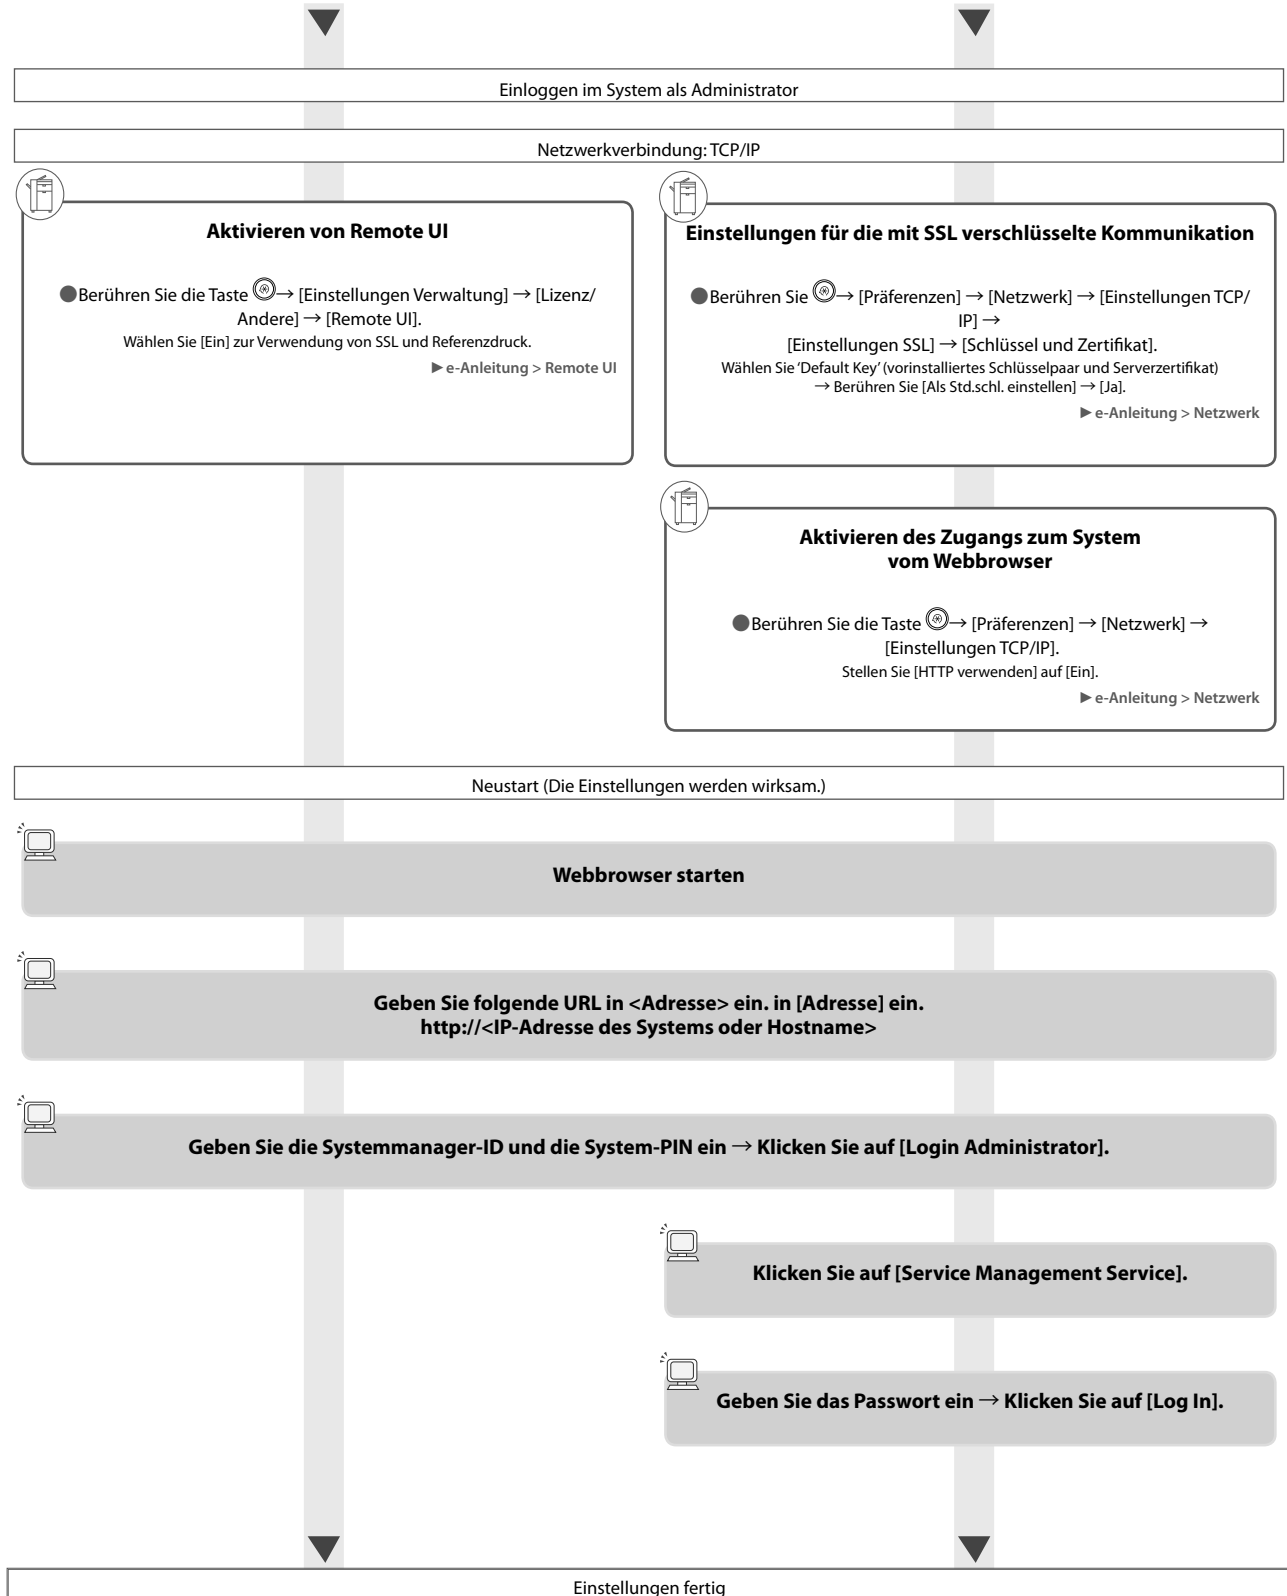 Einloggen im System als Administrator
Netzwerkverbindung: TCP/IP
Aktivieren von Remote UI
●Berühren Sie die Taste → [Einstellungen Verwaltung] → [Lizenz/
Andere] → [Remote UI].
Wählen Sie [Ein] zur Verwendung von SSL und Referenzdruck.
►e-Anleitung > Remote UI
Einstellungen für die mit SSL verschlüsselte Kommunikation
●Berühren Sie → [Präferenzen] → [Netzwerk] → [Einstellungen TCP/
IP] →
[Einstellungen SSL] → [Schlüssel und Zertifikat].
Wählen Sie ‘Default Key’ (vorinstalliertes Schlüsselpaar und Serverzertifikat)
→ Berühren Sie [Als Std.schl. einstellen] → [Ja].
►e-Anleitung > Netzwerk
Aktivieren des Zugangs zum System
vom Webbrowser
●Berühren Sie die Taste → [Präferenzen] → [Netzwerk] →
[Einstellungen TCP/IP].
Stellen Sie [HTTP verwenden] auf [Ein].
►e-Anleitung > Netzwerk
Neustart (Die Einstellungen werden wirksam.)
Webbrowser starten
Geben Sie folgende URL in <Adresse> ein. in [Adresse] ein.
http://<IP-Adresse des Systems oder Hostname>
Geben Sie die Systemmanager-ID und die System-PIN ein → Klicken Sie auf [Login Administrator].
Klicken Sie auf [Service Management Service].
Geben Sie das Passwort ein → Klicken Sie auf [Log In].
Einstellungen fertig